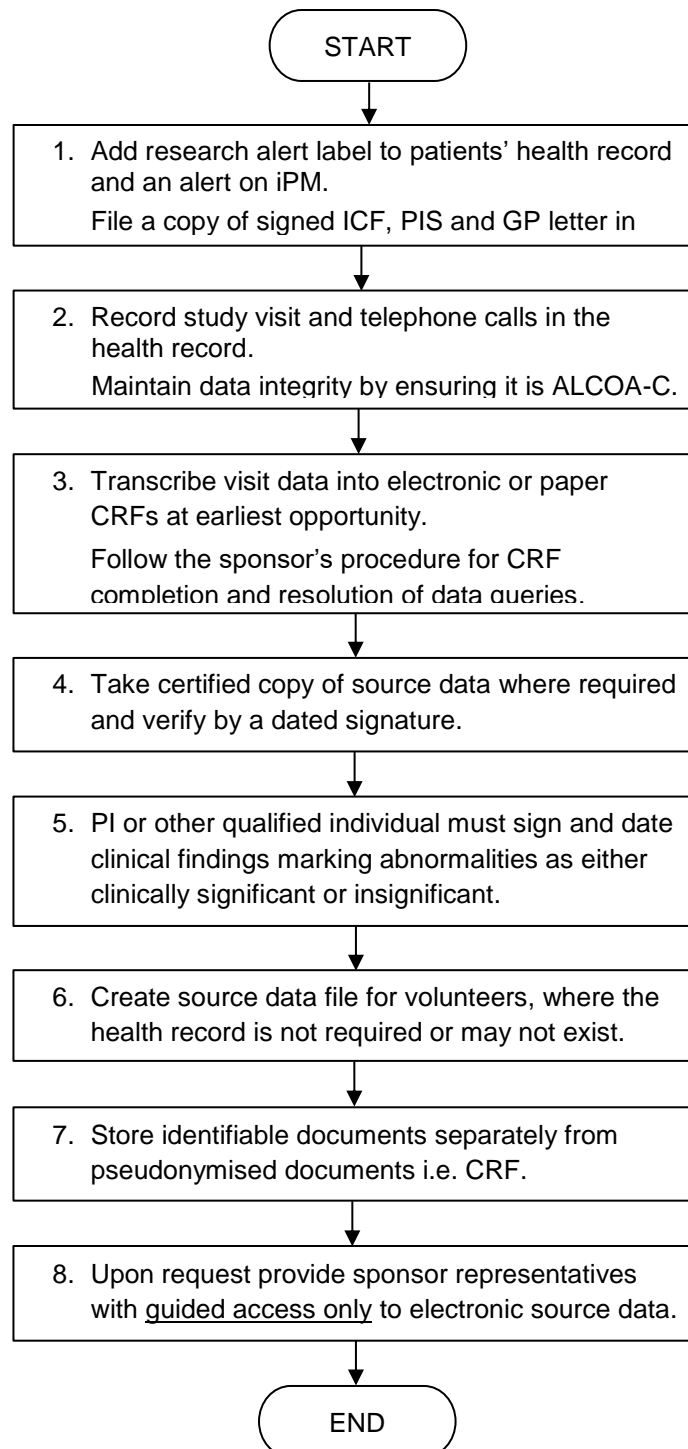 START
1. Add research alert label to patients' health record
and an alert on iPM.
File a copy of signed ICF, PIS and GP letter in
2. Record study visit and telephone calls in the
health record.
Maintain data integrity by ensuring it is ALCOA-C.
3. Transcribe visit data into electronic or paper
CRFs at earliest opportunity.
Follow the sponsor's procedure for CRF
completion and resolution of data queries.
4. Take certified copy of source data where required
and verify by a dated signature.
5. PI or other qualified individual must sign and date
clinical findings marking abnormalities as either
clinically significant or insignificant.
6. Create source data file for volunteers, where the
health record is not required or may not exist.
7. Store identifiable documents separately from
pseudonymised documents i.e. CRF.
8. Upon request provide sponsor representatives
with guided access only to electronic source data.
END